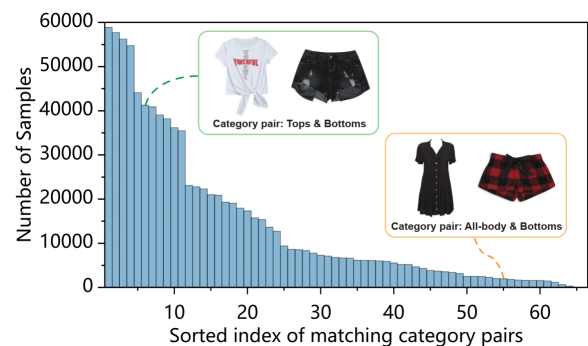 60000
50000
40000
30000
20000
10000
0
Number of Samples
POWERFUL
Category pair: Tops & Bottoms
Category pair: All-body & Bottoms
10 20 30 40 50 60
Sorted index of matching category pairs